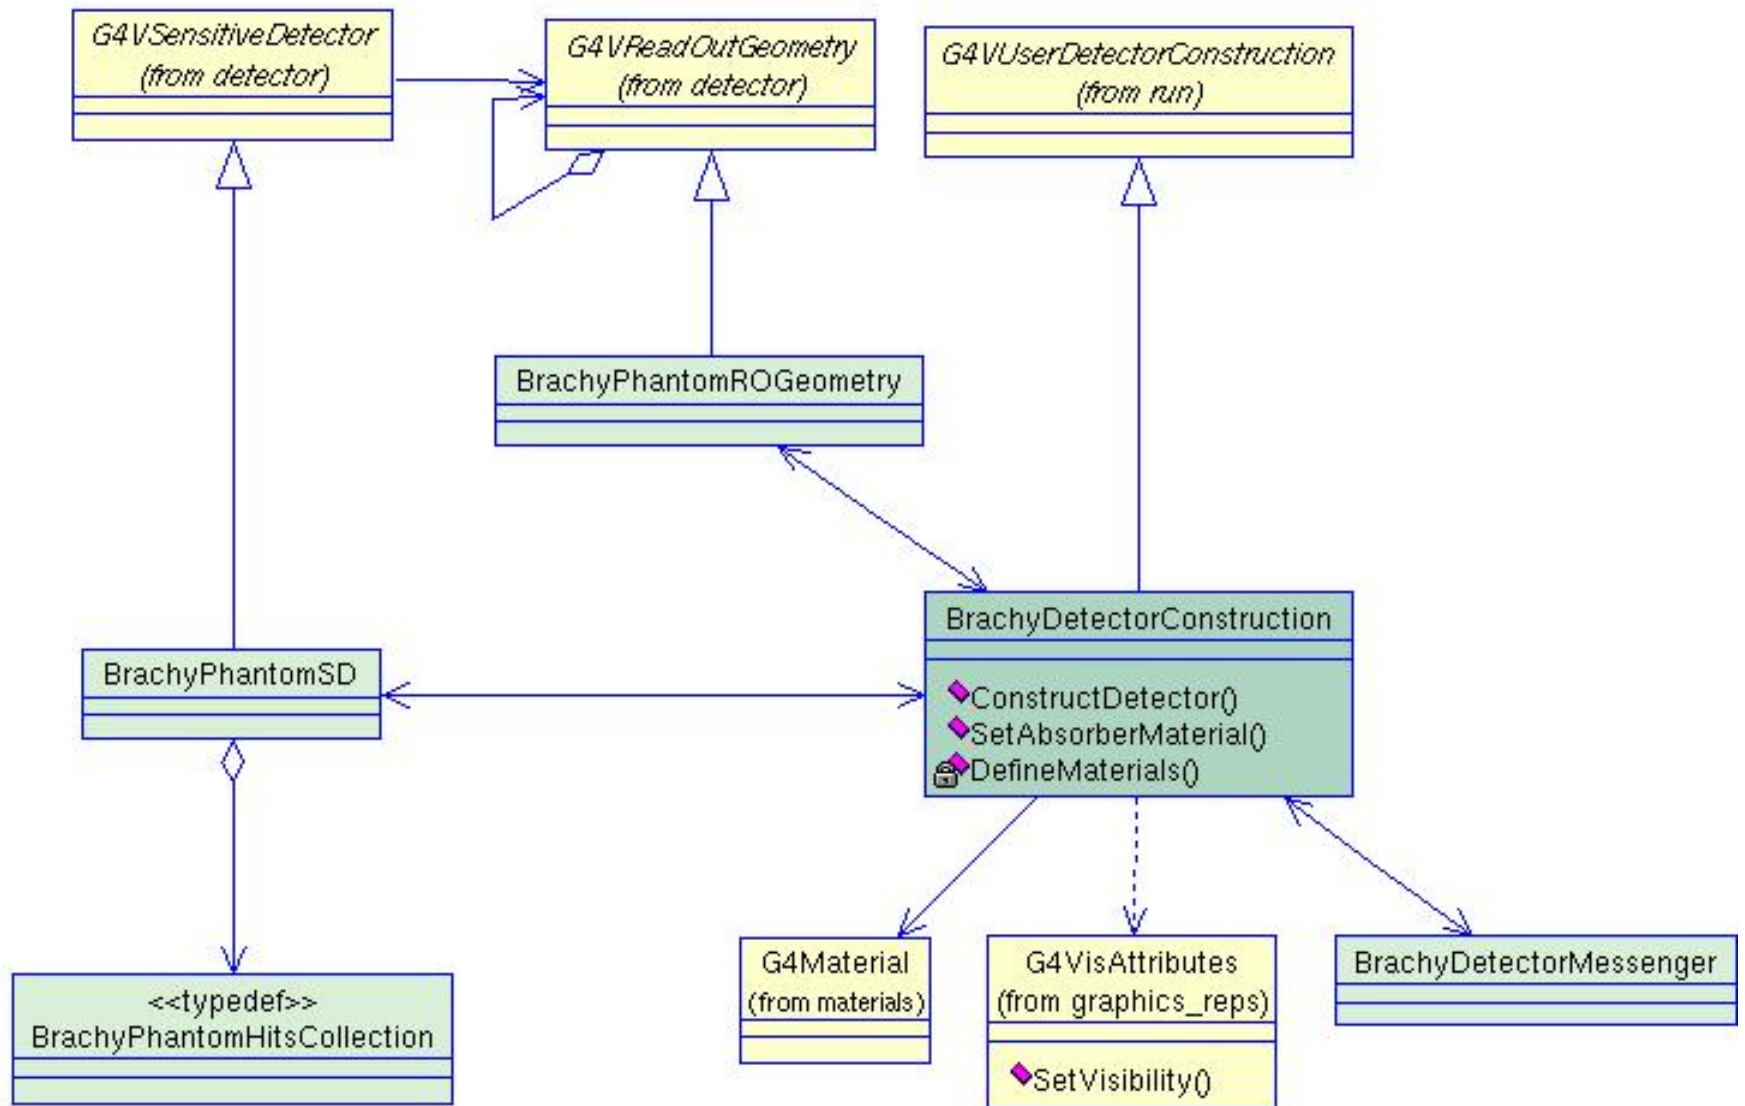 G4VSensitiveDetector
(from detector)
G4VReadOutGeometry
(from detector)
G4VUserDetectorConstruction
(from run)
BrachyPhantomROGeometry
BrachyDetectorConstruction
ConstructDetector()
SetAbsorberMaterial()
DefineMaterials()
BrachyPhantomSD
<<typedef>>
BrachyPhantomHitsCollection
G4Material
(from materials)
G4VisAttributes
(from graphics_reps)
SetVisibility()
BrachyDetectorMessenger